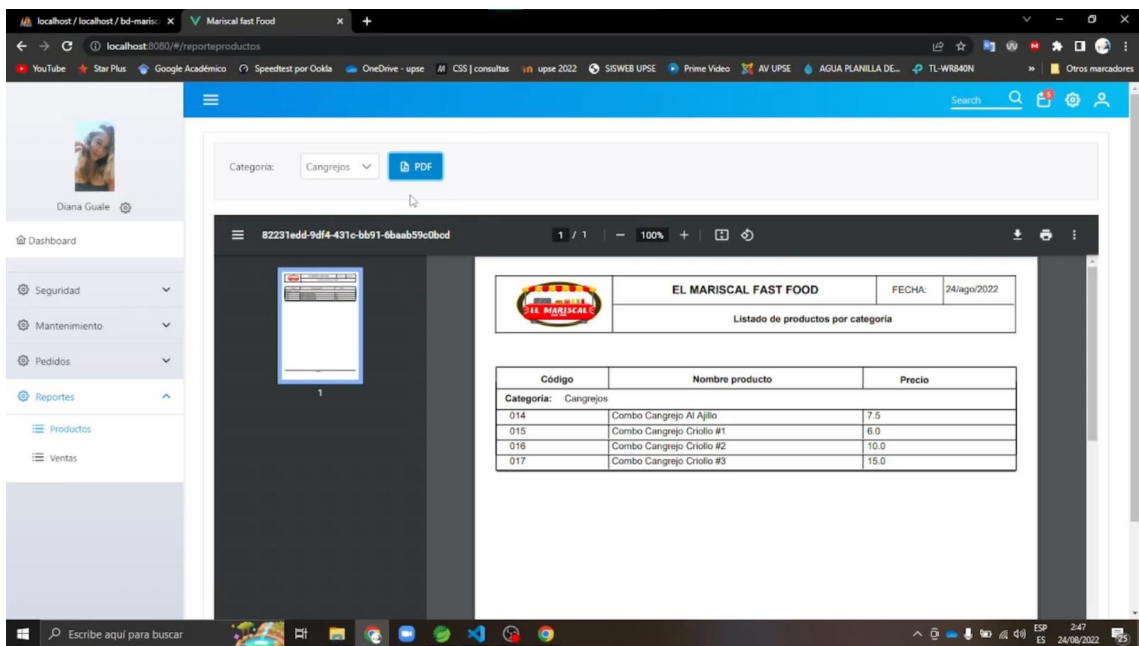 localhost / localhost / bd-marisc
Mariscal fast Food
localhost:8080/#/reporteproductos
YouTube Star Plus Google Académico Speedtest por Ookla OneDrive - upse CSS | consultas upse 2022 SISWEB UPSE Prime Video AV UPSE AGUA PLANILLA DE... TL-WR840N » Otros marcadores
Search
5
Categoría: Cangrejos PDF
Diana Guale
Dashboard
Seguridad
Mantenimiento
Pedidos
Reportes
Productos
Ventas
82231edd-9df4-431c-bb91-6baab59c0bcd 1 / 1 | − 100% +
1
EL MARISCAL
EL MARISCAL FAST FOOD FECHA: 24/ago/2022
Listado de productos por categoría
Código Nombre producto Precio
Categoría: Cangrejos
014 Combo Cangrejo Al Ajillo 7.5
015 Combo Cangrejo Criollo #1 6.0
016 Combo Cangrejo Criollo #2 10.0
017 Combo Cangrejo Criollo #3 15.0
Escribe aquí para buscar
ESP
ES
2:47
24/08/2022
25